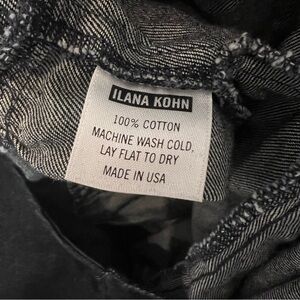 ILANA KOHN
100% COTTON
MACHINE WASH COLD,
LAY FLAT TO DRY
MADE IN USA